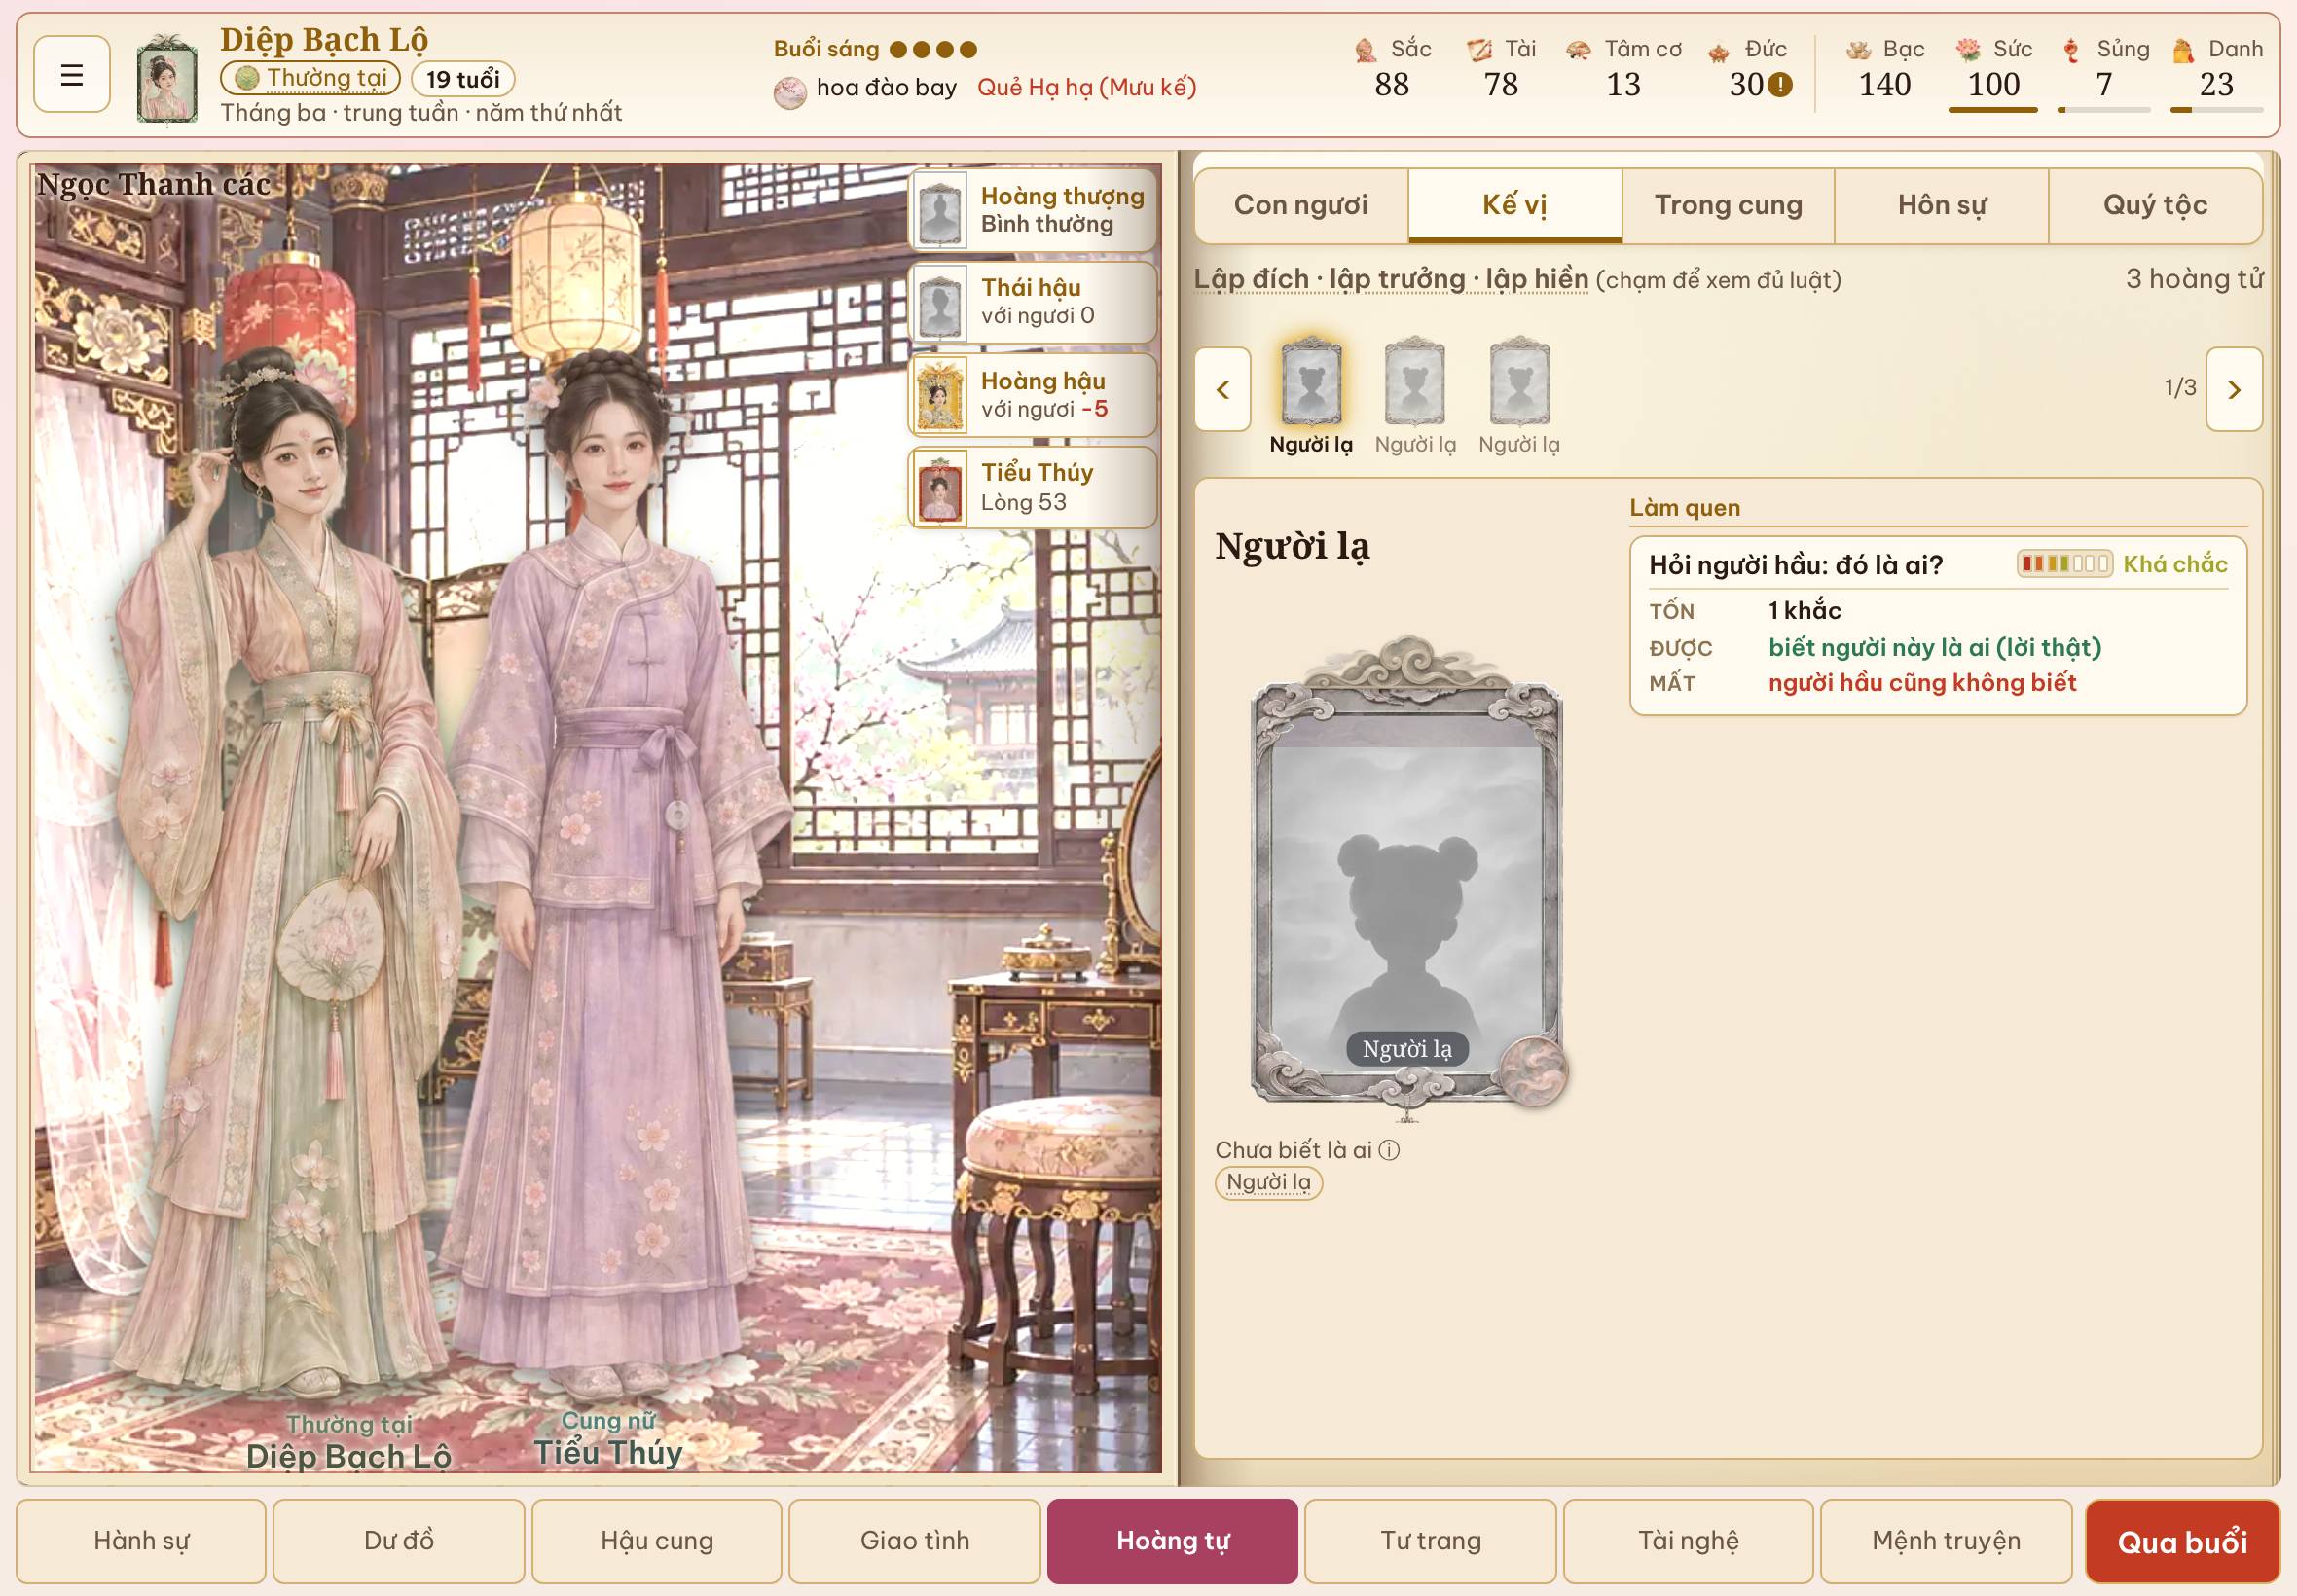 ☰
Diệp Bạch Lộ
Thường tại
19 tuổi
Tháng ba · trung tuần · năm thứ nhất
Buổi sáng
hoa đào bay Quẻ Hạ hạ (Mưu kế)
Sắc Tài Tâm cơ Đức Bạc Sức Sủng Danh
88 78 13 30 ! 140 100 7 23
Ngọc Thanh các
Hoàng thượng
Bình thường
Thái hậu
với ngươi 0
Hoàng hậu
với ngươi -5
Tiểu Thúy
Lòng 53
Thường tại
Diệp Bạch Lộ
Cung nữ
Tiểu Thúy
Con ngươi
Kế vị
Trong cung
Hôn sự
Quý tộc
Lập đích · lập trưởng · lập hiền (chạm để xem đủ luật)
3 hoàng tử
‹
Người lạ Người lạ Người lạ
1/3
›
Người lạ
Người lạ
Chưa biết là ai ⓘ
Người lạ
Làm quen
Hỏi người hầu: đó là ai? Khá chắc
TỐN 1 khắc
ĐƯỢC biết người này là ai (lời thật)
MẤT người hầu cũng không biết
Hành sự
Dư đồ
Hậu cung
Giao tình
Hoàng tự
Tư trang
Tài nghệ
Mệnh truyện
Qua buổi